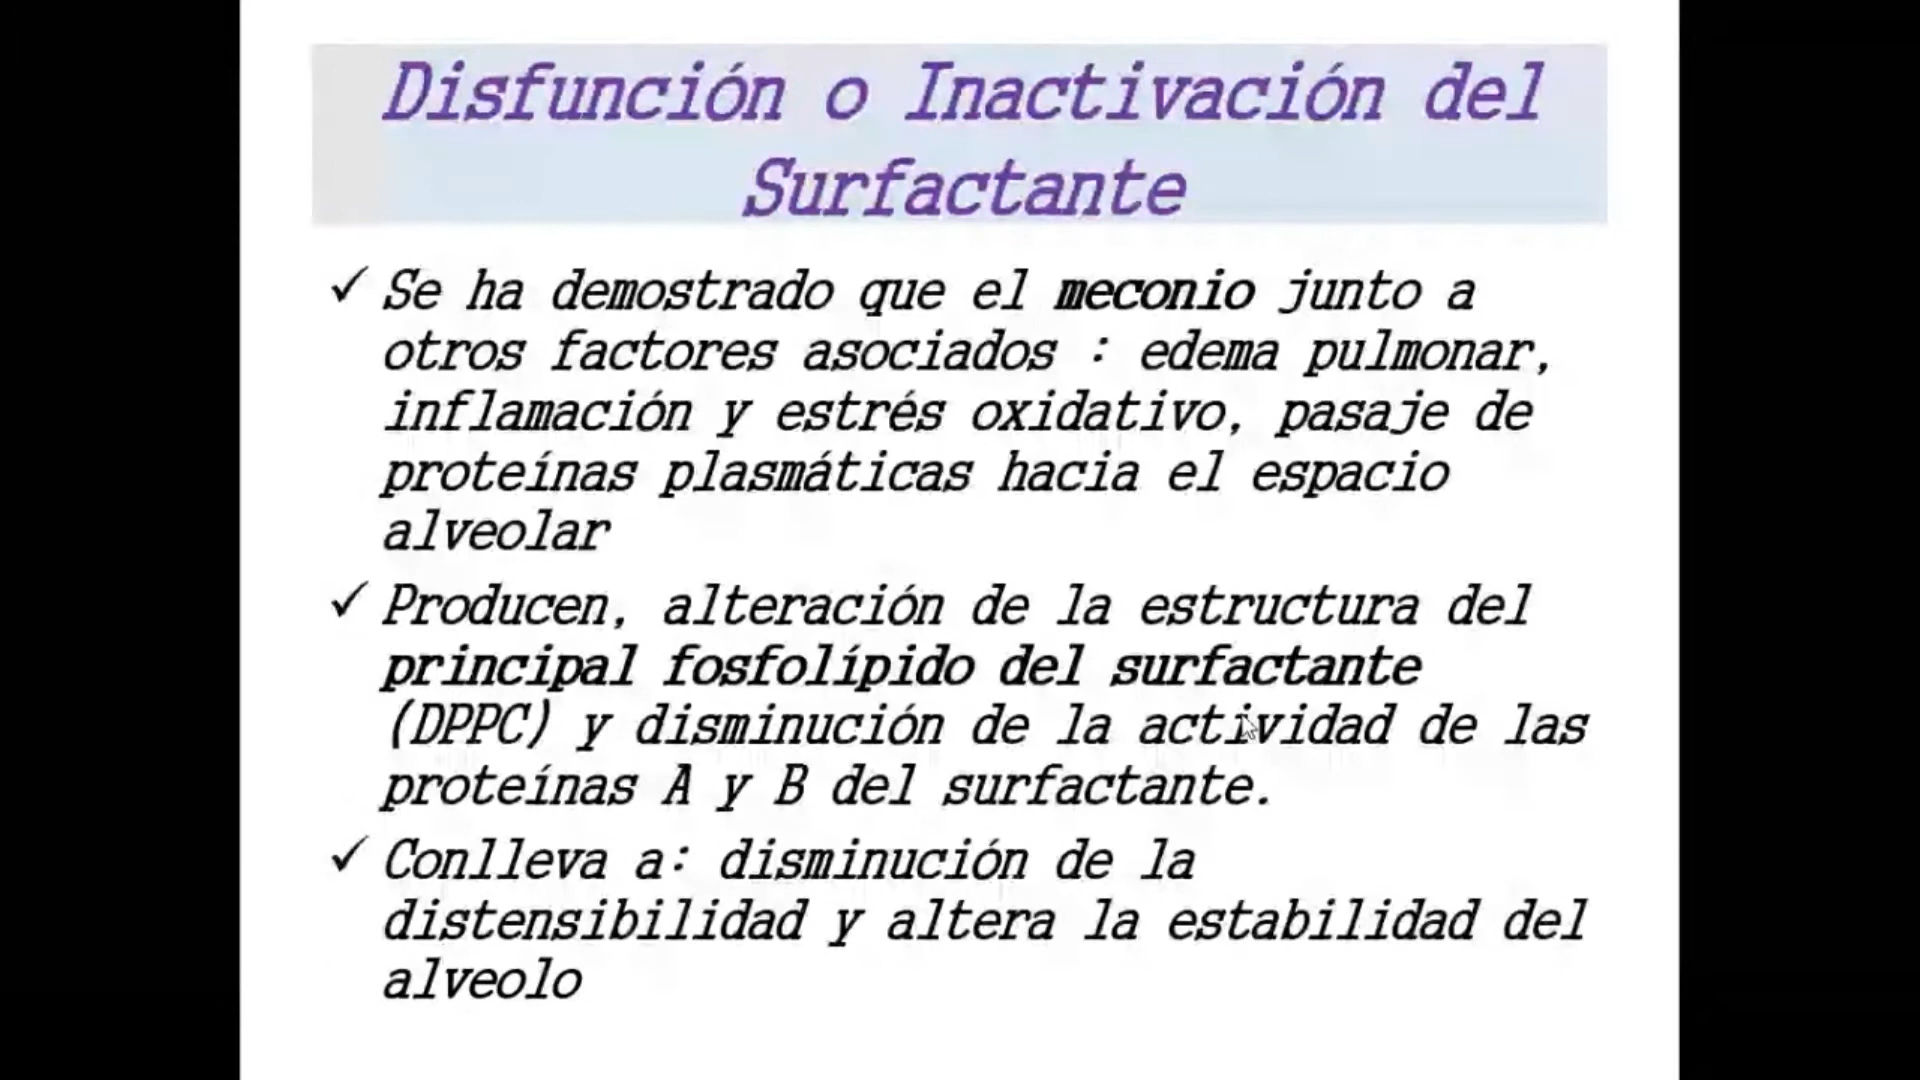 Disfunción o Inactivación del
Surfactante
✓ Se ha demostrado que el meconio junto a
otros factores asociados : edema pulmonar,
inflamación y estrés oxidativo, pasaje de
proteínas plasmáticas hacia el espacio
alveolar
✓ Producen, alteración de la estructura del
principal fosfolípido del surfactante
(DPPC) y disminución de la actividad de las
proteínas A y B del surfactante.
✓ Conlleva a: disminución de la
distensibilidad y altera la estabilidad del
alveolo